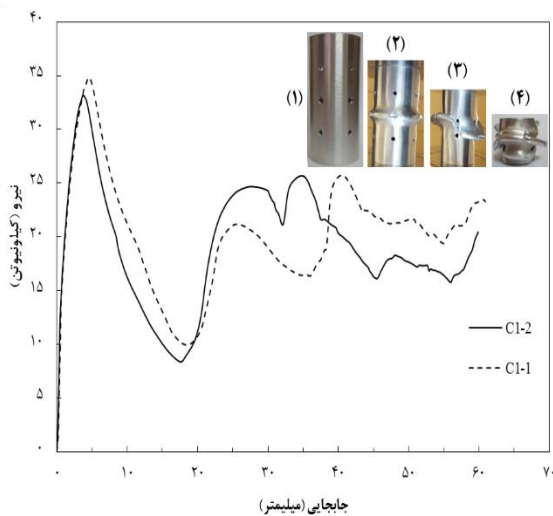 ۴۰
۳۵
۳۰
۲۵
۲۰
۱۵
۱۰
۵
۰
نیرو (کیلونیوتن)
(۱)
(۲)
(۳)
(۴)
C1-2
C1-1
۰ ۱۰ ۲۰ ۳۰ ۴۰ ۵۰ ۶۰ ۷۰
جابجایی (میلیمتر)